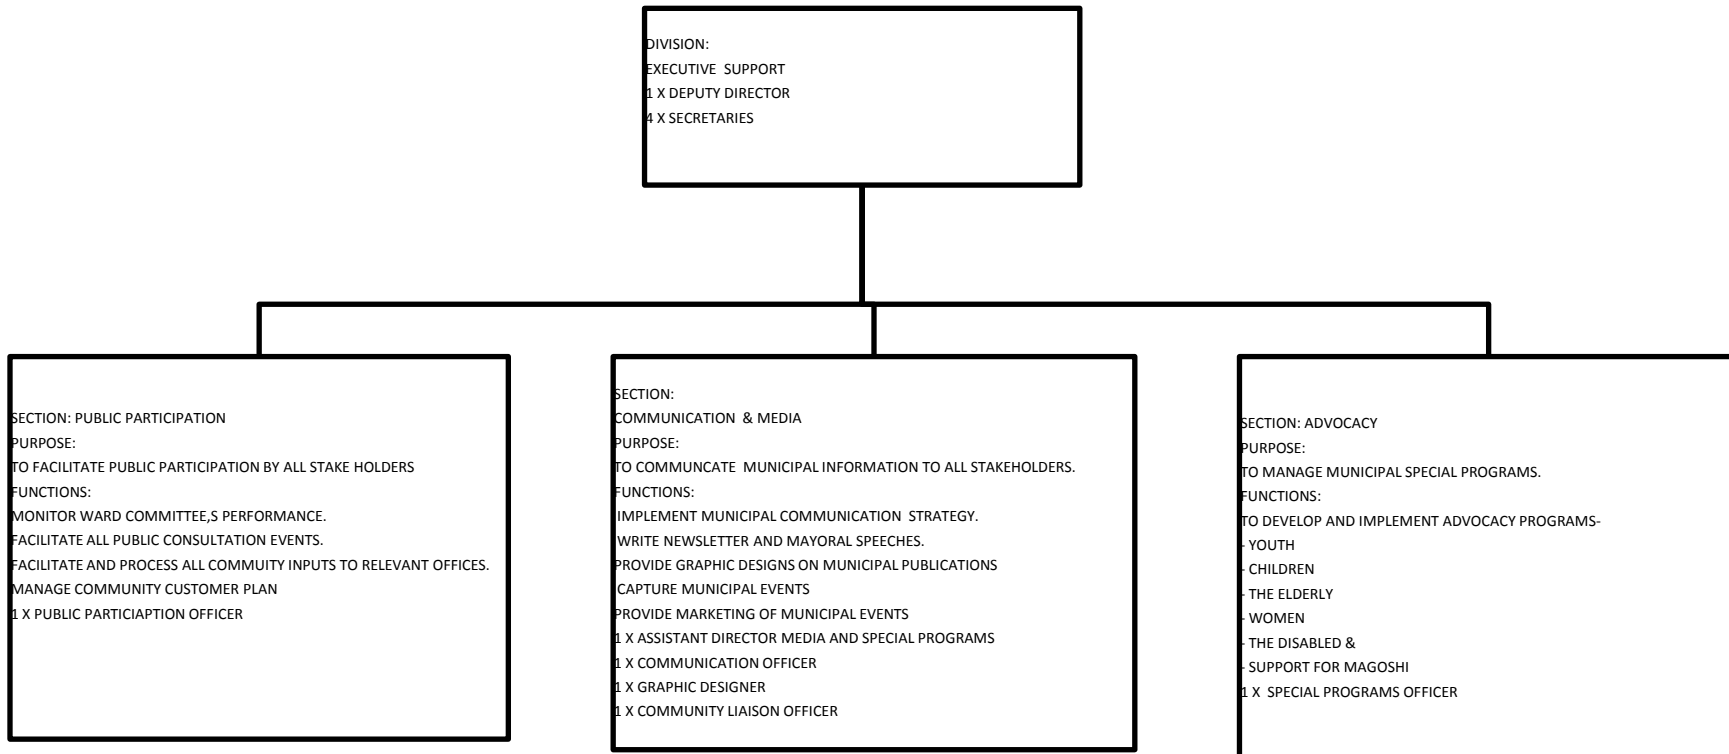 DIVISION:
EXECUTIVE SUPPORT
1 X DEPUTY DIRECTOR
4 X SECRETARIES
SECTION: PUBLIC PARTICIPATION
PURPOSE:
TO FACILITATE PUBLIC PARTICIPATION BY ALL STAKE HOLDERS
FUNCTIONS:
MONITOR WARD COMMITTEE,S PERFORMANCE.
FACILITATE ALL PUBLIC CONSULTATION EVENTS.
FACILITATE AND PROCESS ALL COMMUITY INPUTS TO RELEVANT OFFICES.
MANAGE COMMUNITY CUSTOMER PLAN
1 X PUBLIC PARTICIAPTION OFFICER
SECTION:
COMMUNICATION & MEDIA
PURPOSE:
TO COMMUNCATE MUNICIPAL INFORMATION TO ALL STAKEHOLDERS.
FUNCTIONS:
IMPLEMENT MUNICIPAL COMMUNICATION STRATEGY.
WRITE NEWSLETTER AND MAYORAL SPEECHES.
PROVIDE GRAPHIC DESIGNS ON MUNICIPAL PUBLICATIONS
CAPTURE MUNICIPAL EVENTS
PROVIDE MARKETING OF MUNICIPAL EVENTS
1 X ASSISTANT DIRECTOR MEDIA AND SPECIAL PROGRAMS
1 X COMMUNICATION OFFICER
1 X GRAPHIC DESIGNER
1 X COMMUNITY LIAISON OFFICER
SECTION: ADVOCACY
PURPOSE:
TO MANAGE MUNICIPAL SPECIAL PROGRAMS.
FUNCTIONS:
TO DEVELOP AND IMPLEMENT ADVOCACY PROGRAMS-
- YOUTH
- CHILDREN
- THE ELDERLY
- WOMEN
- THE DISABLED &
- SUPPORT FOR MAGOSHI
1 X SPECIAL PROGRAMS OFFICER